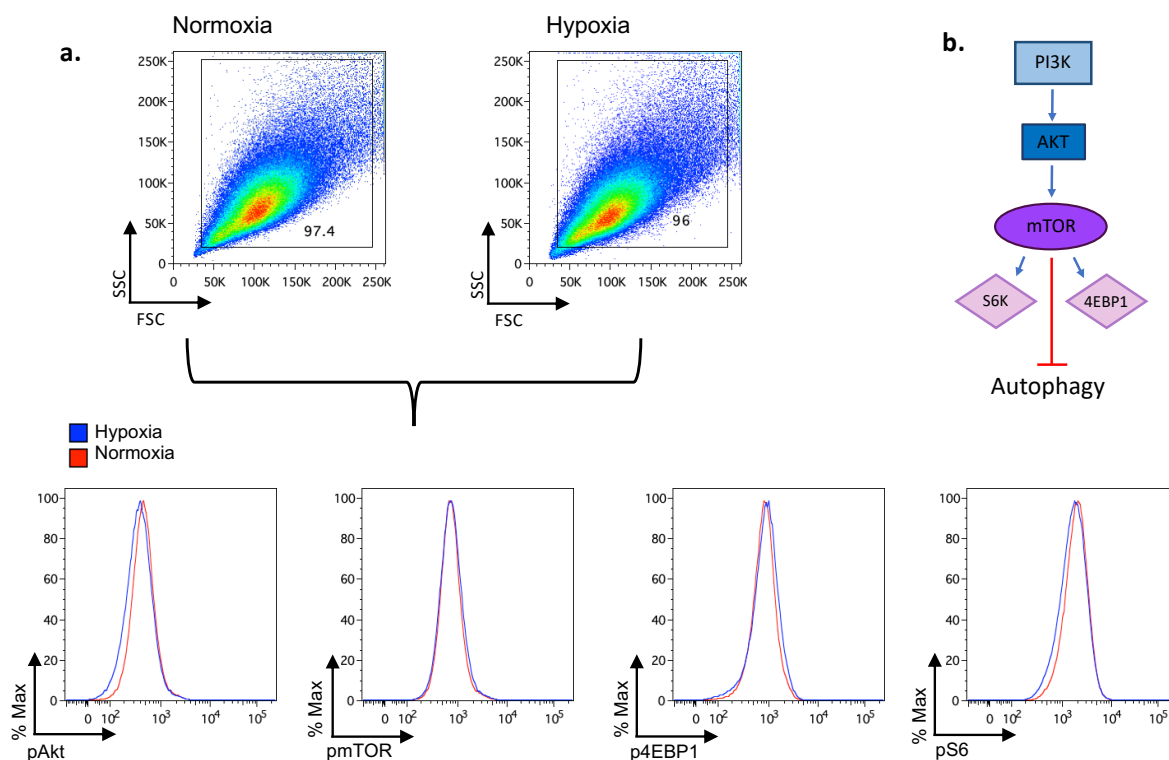 Normoxia
Hypoxia
a.
b.
250K
200K
150K
100K
50K
0
97.4
0 50K 100K 150K 200K 250K
SSC
FSC
250K
200K
150K
100K
50K
0
96
0 50K 100K 150K 200K 250K
SSC
FSC
PI3K
AKT
mTOR
S6K
4EBP1
Autophagy
Hypoxia
Normoxia
100
80
60
40
20
0
0 10² 10³ 10⁴ 10⁵
% Max
pAkt
100
80
60
40
20
0
0 10² 10³ 10⁴ 10⁵
% Max
pmTOR
100
80
60
40
20
0
0 10² 10³ 10⁴ 10⁵
% Max
p4EBP1
100
80
60
40
20
0
0 10² 10³ 10⁴ 10⁵
% Max
pS6